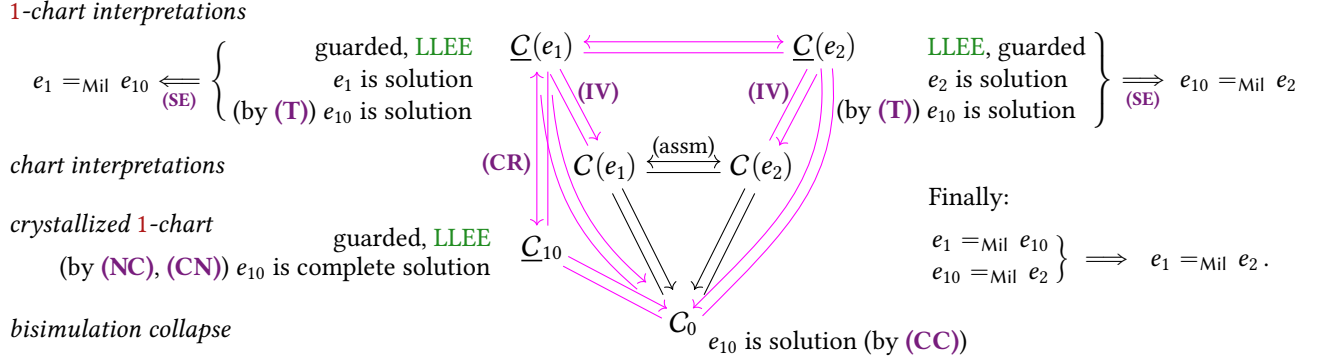 1-chart interpretations
guarded, LLEE
e₁ is solution
(by (T)) e₁₀ is solution
e₁ =Mil e₁₀ ⟸ (SE)
C̲(e₁)
C̲(e₂)
LLEE, guarded
e₂ is solution
(by (T)) e₁₀ is solution
⟹ (SE) e₁₀ =Mil e₂
(IV)
(IV)
chart interpretations
(CR)
C(e₁)
(assm)
C(e₂)
crystallized 1-chart
guarded, LLEE
(by (NC), (CN)) e₁₀ is complete solution
C̲₁₀
Finally:
e₁ =Mil e₁₀
e₁₀ =Mil e₂
⟹ e₁ =Mil e₂ .
bisimulation collapse
C₀
e₁₀ is solution (by (CC))